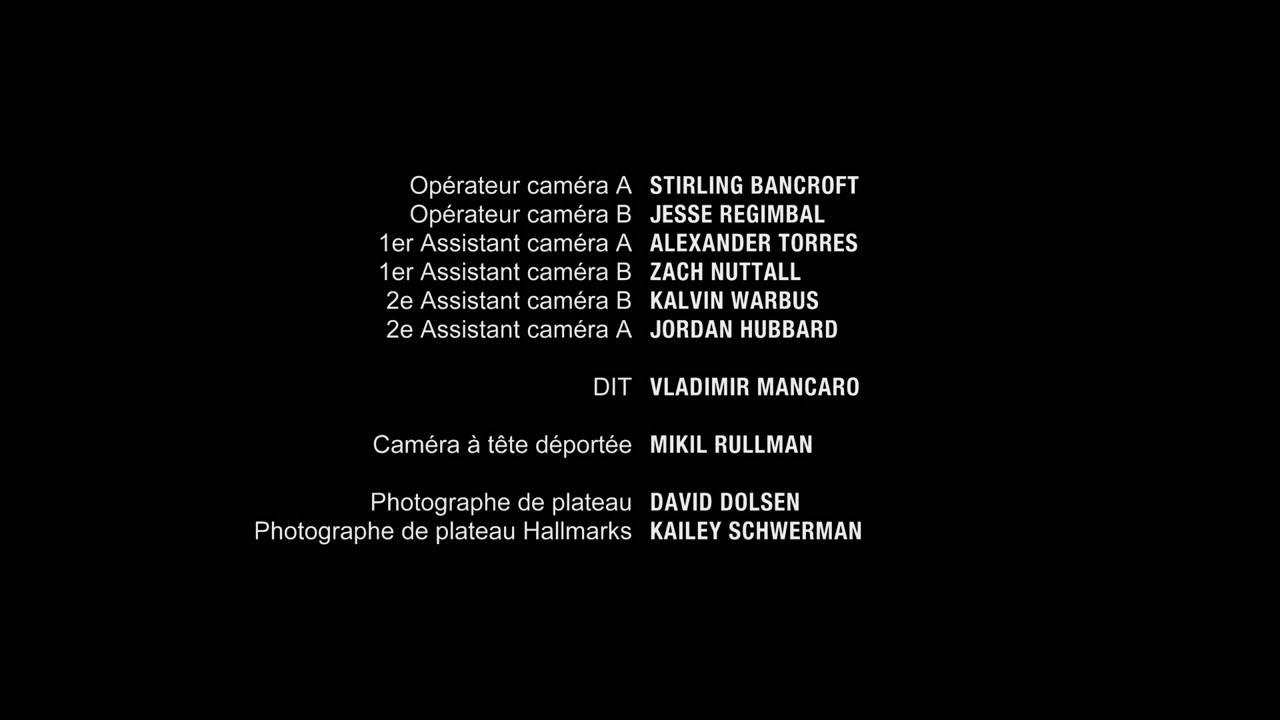 Opérateur caméra A STIRLING BANCROFT
Opérateur caméra B JESSE REGIMBAL
1er Assistant caméra A ALEXANDER TORRES
1er Assistant caméra B ZACH NUTTALL
2e Assistant caméra B KALVIN WARBUS
2e Assistant caméra A JORDAN HUBBARD
DIT VLADIMIR MANCARO
Caméra à tête déportée MIKIL RULLMAN
Photographe de plateau DAVID DOLSEN
Photographe de plateau Hallmarks KAILEY SCHWERMAN